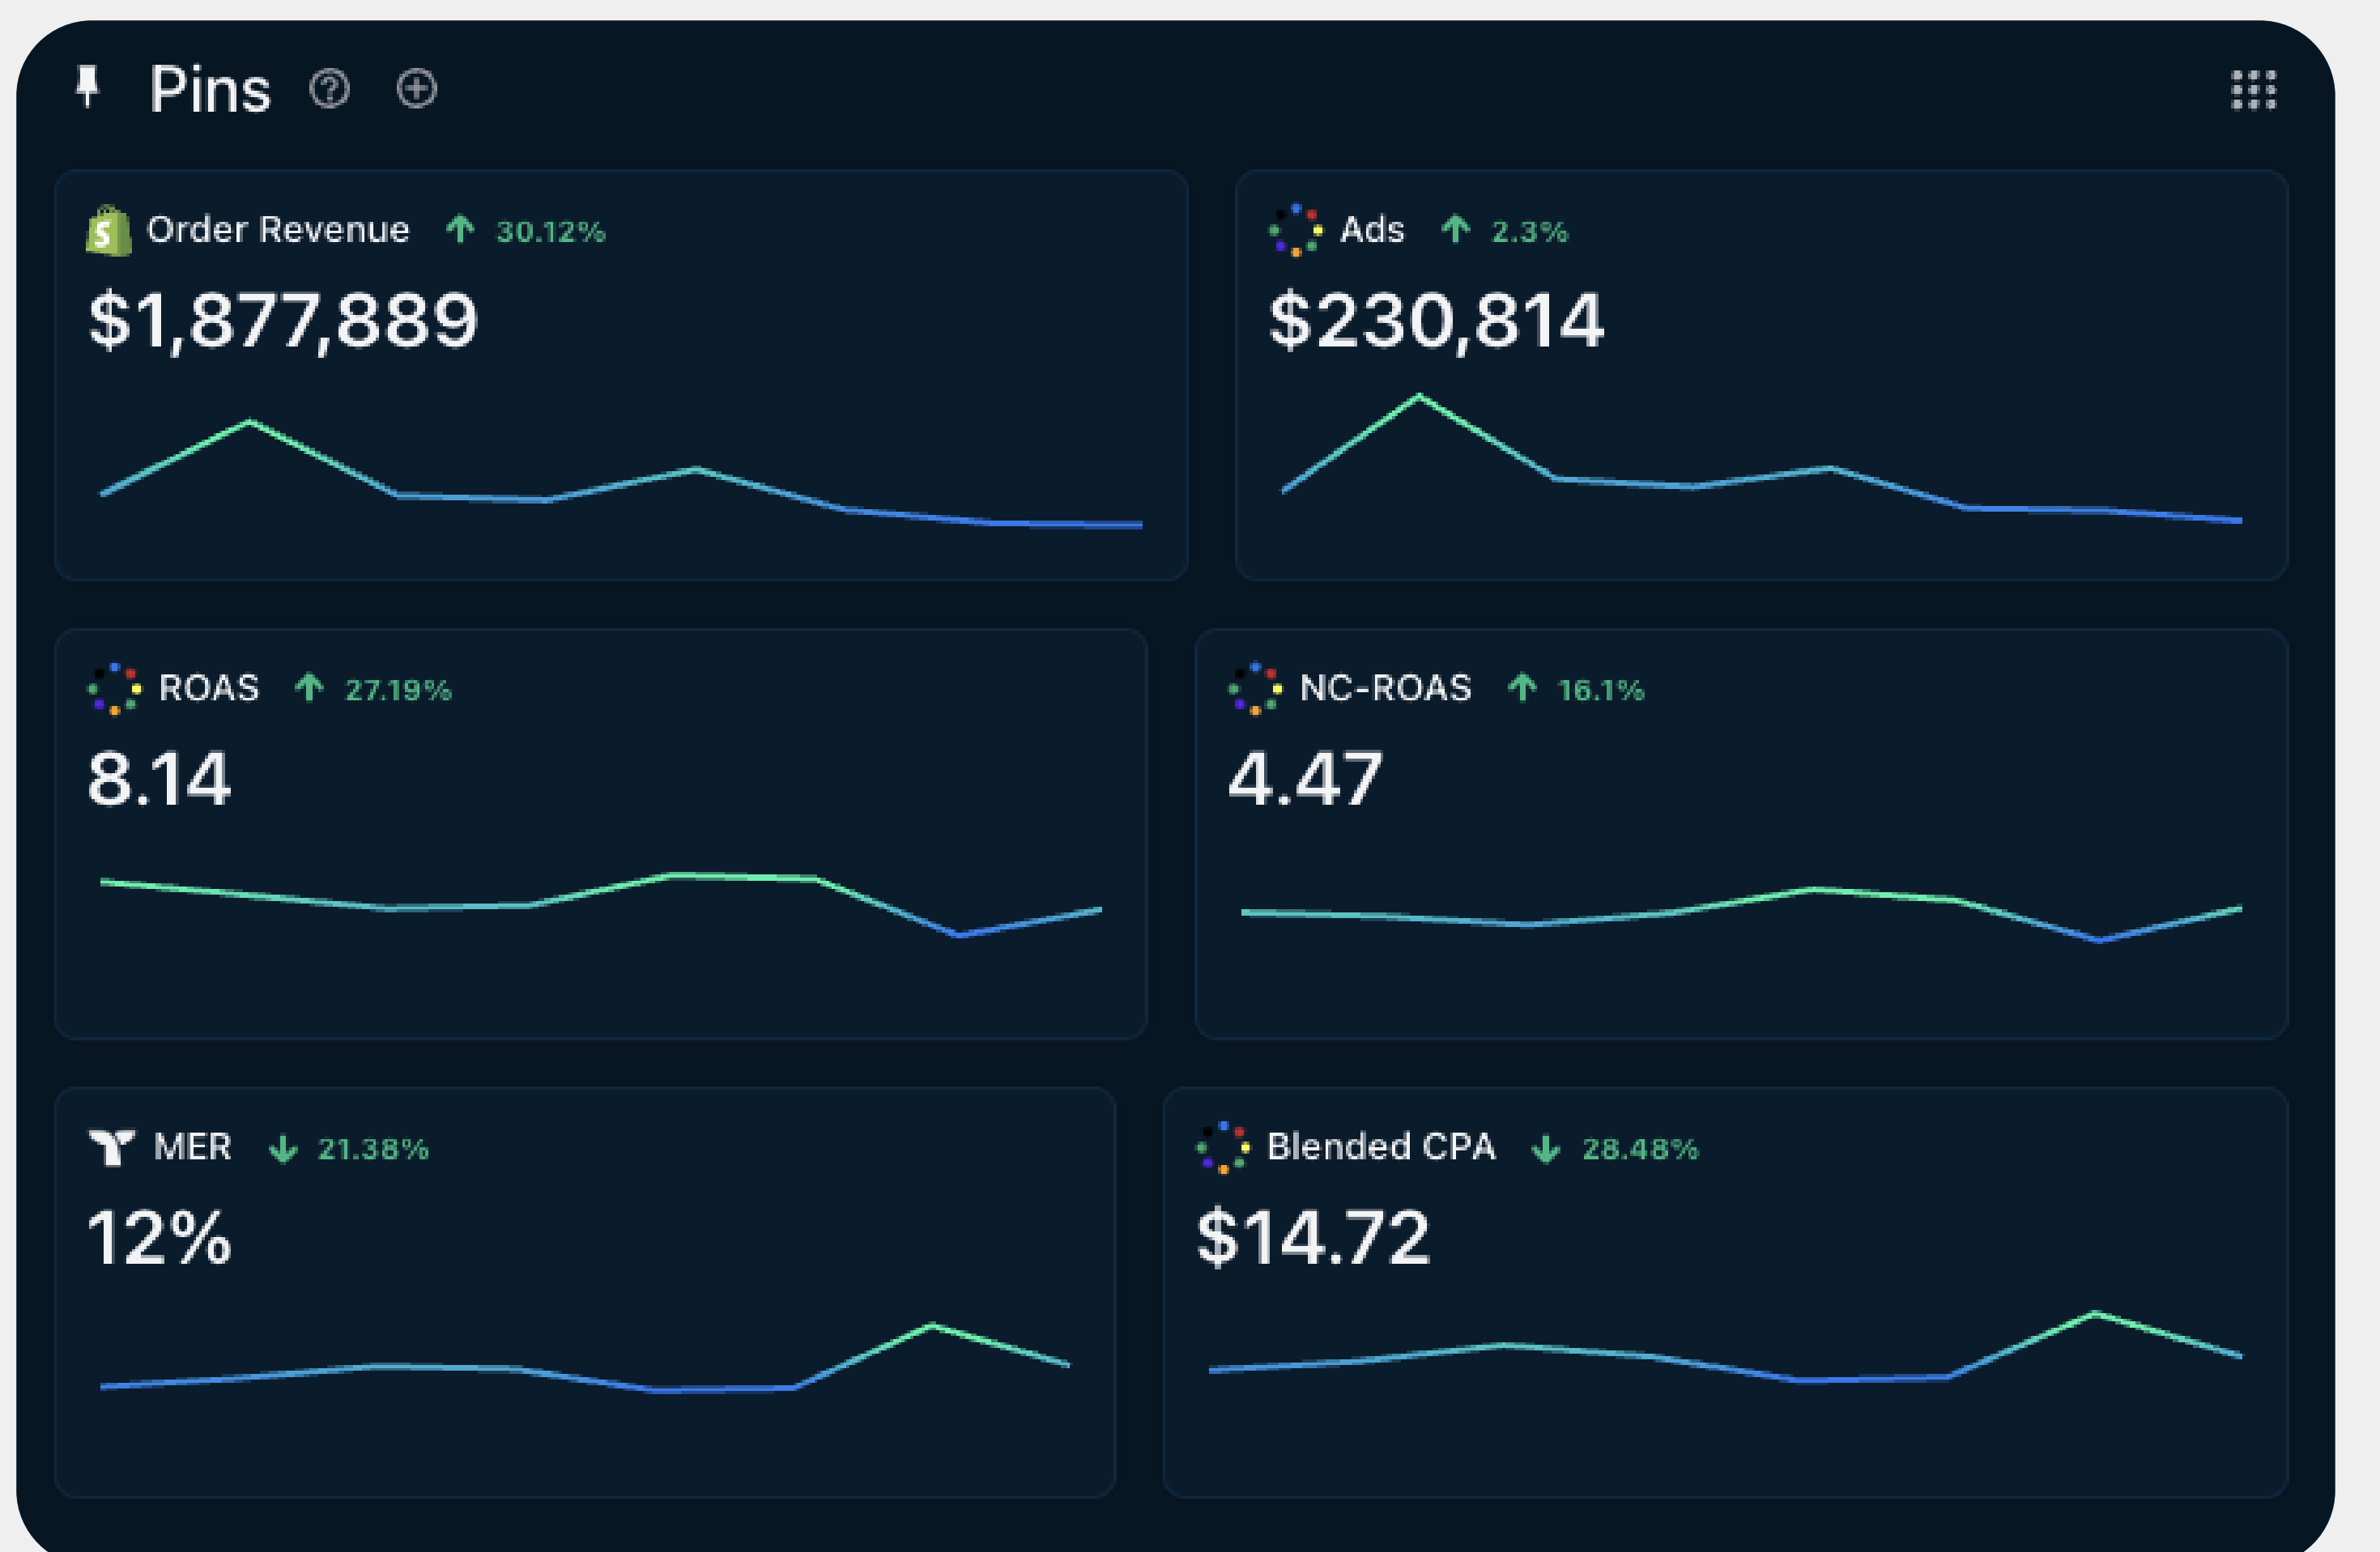 Pins
Order Revenue 30.12%
$1,877,889
Ads 2.3%
$230,814
ROAS 27.19%
8.14
NC-ROAS 16.1%
4.47
MER 21.38%
12%
Blended CPA 28.48%
$14.72